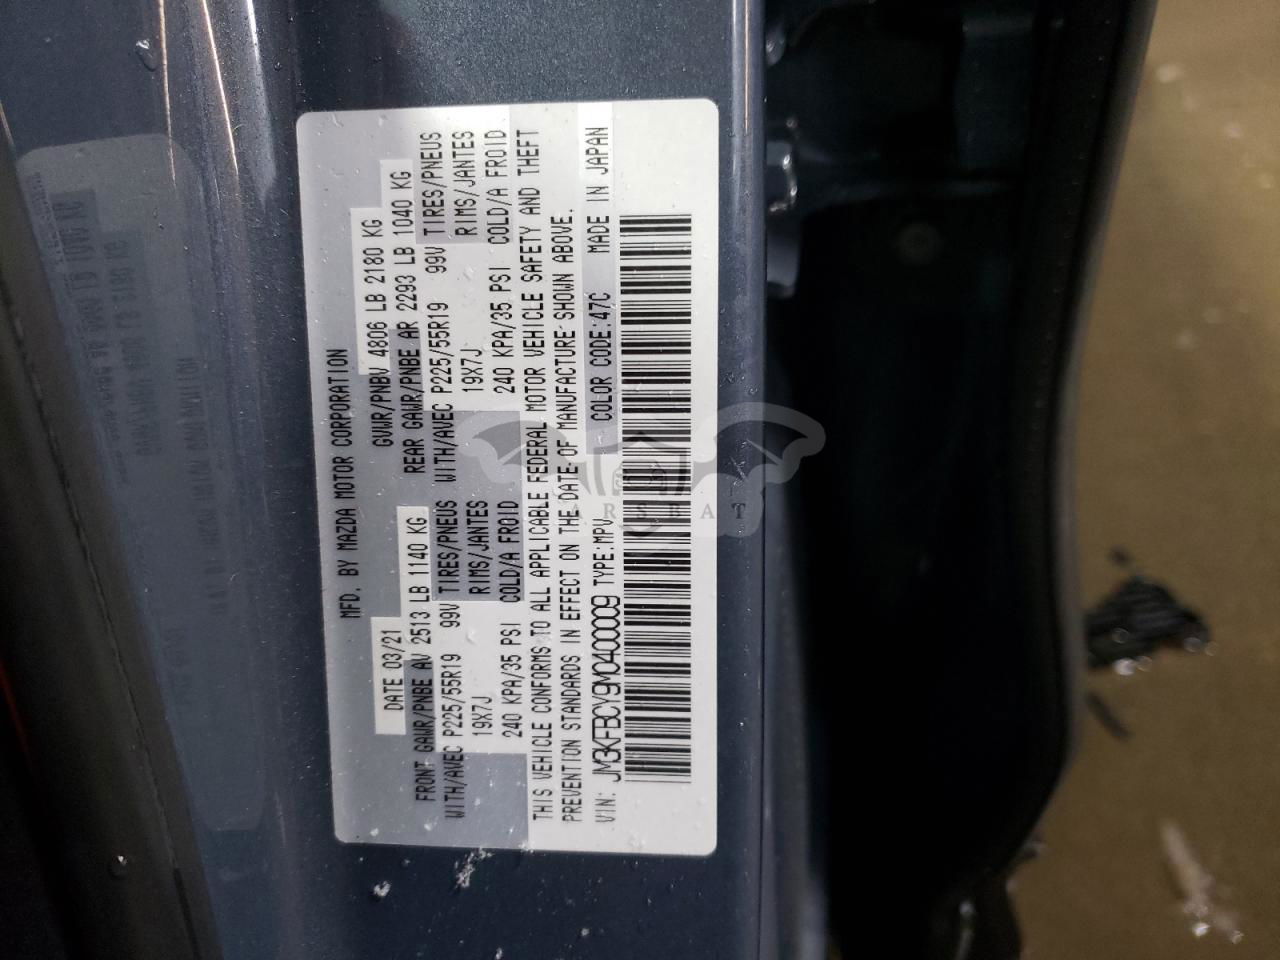 MFD. BY MAZDA MOTOR CORPORATION
DATE 03/21 GVWR/PNBV 4806 LB 2180 KG
FRONT GAWR/PNBE AV 2513 LB 1140 KG REAR GAWR/PNBE AR 2293 LB 1040 KG
WITH/AVEC P225/55R19 99V TIRES/PNEUS WITH/AVEC P225/55R19 99V TIRES/PNEUS
19X7J RIMS/JANTES 19X7J RIMS/JANTES
240 KPA/35 PSI COLD/A FROID 240 KPA/35 PSI COLD/A FROID
THIS VEHICLE CONFORMS TO ALL APPLICABLE FEDERAL MOTOR VEHICLE SAFETY AND THEFT
PREVENTION STANDARDS IN EFFECT ON THE DATE OF MANUFACTURE SHOWN ABOVE.
VIN: JM3KFBCY9M0400009 TYPE:MPV COLOR CODE:47C MADE IN JAPAN
CARSBAT